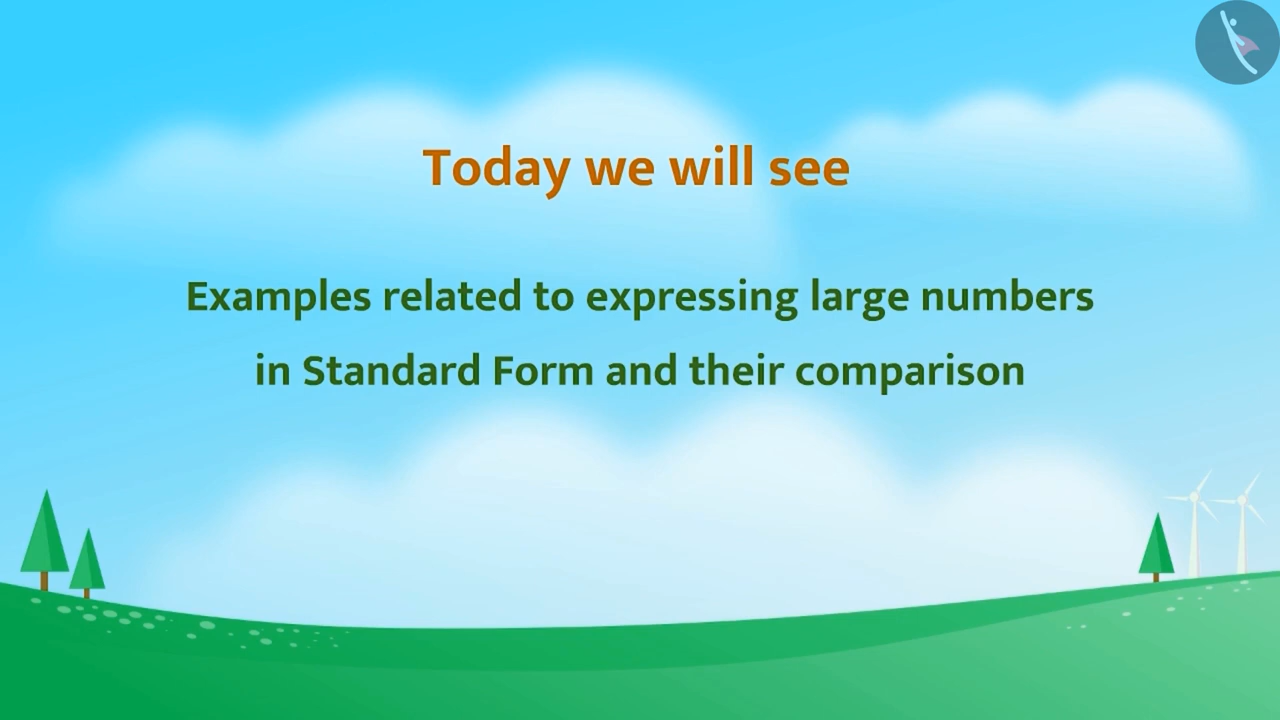 Today we will see
Examples related to expressing large numbers
in Standard Form and their comparison